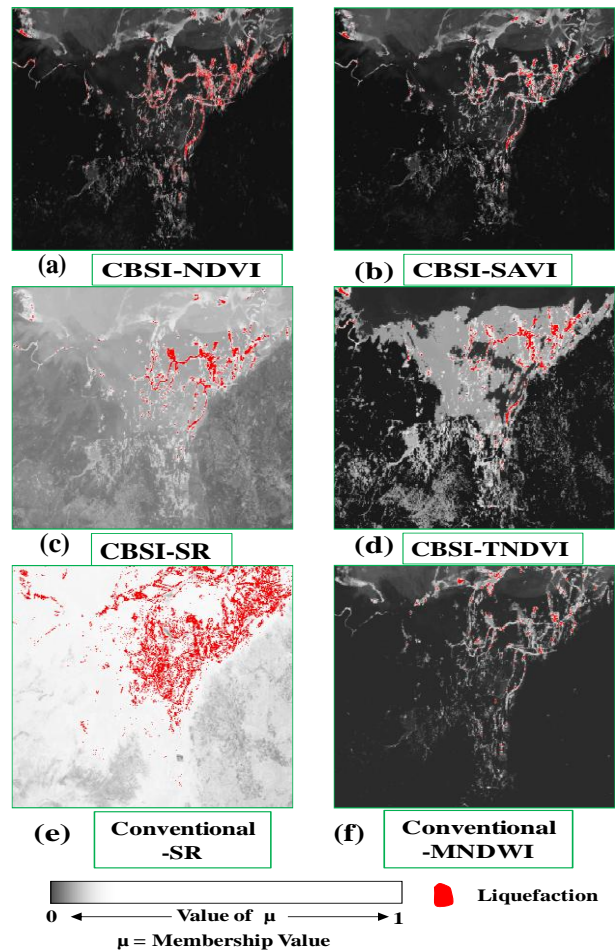 (a) CBSI-NDVI
(b) CBSI-SAVI
(c) CBSI-SR
(d) CBSI-TNDVI
(e) Conventional
-SR
(f) Conventional
-MNDWI
0 Value of μ 1
μ = Membership Value
Liquefaction